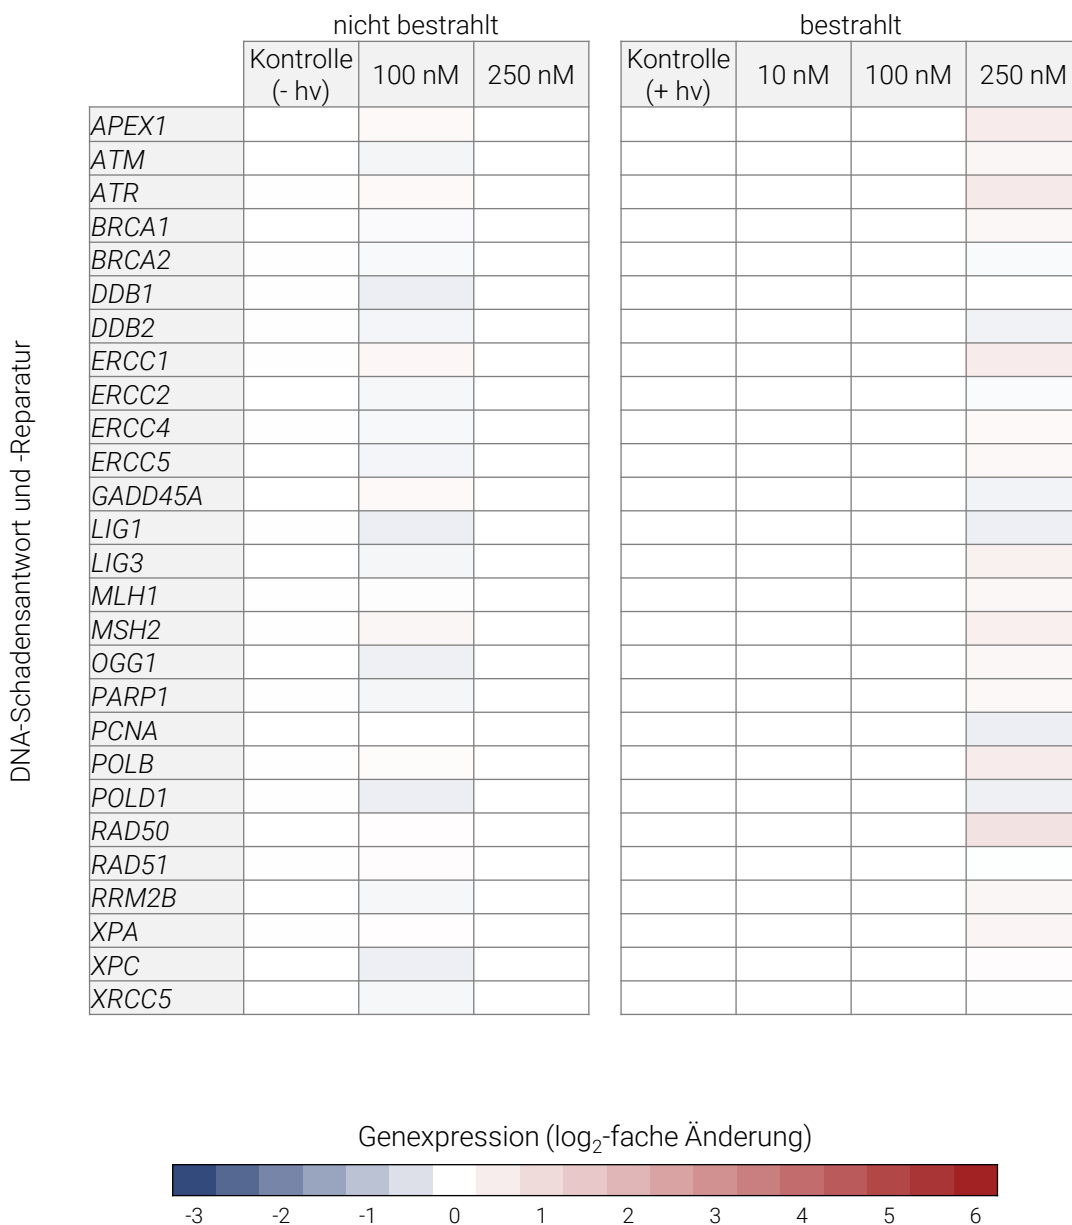 nicht bestrahlt
bestrahlt
Kontrolle
(- hv)
100 nM
250 nM
Kontrolle
(+ hv)
10 nM
100 nM
250 nM
DNA-Schadensantwort und -Reparatur
APEX1
ATM
ATR
BRCA1
BRCA2
DDB1
DDB2
ERCC1
ERCC2
ERCC4
ERCC5
GADD45A
LIG1
LIG3
MLH1
MSH2
OGG1
PARP1
PCNA
POLB
POLD1
RAD50
RAD51
RRM2B
XPA
XPC
XRCC5
Genexpression (log₂-fache Änderung)
-3 -2 -1 0 1 2 3 4 5 6